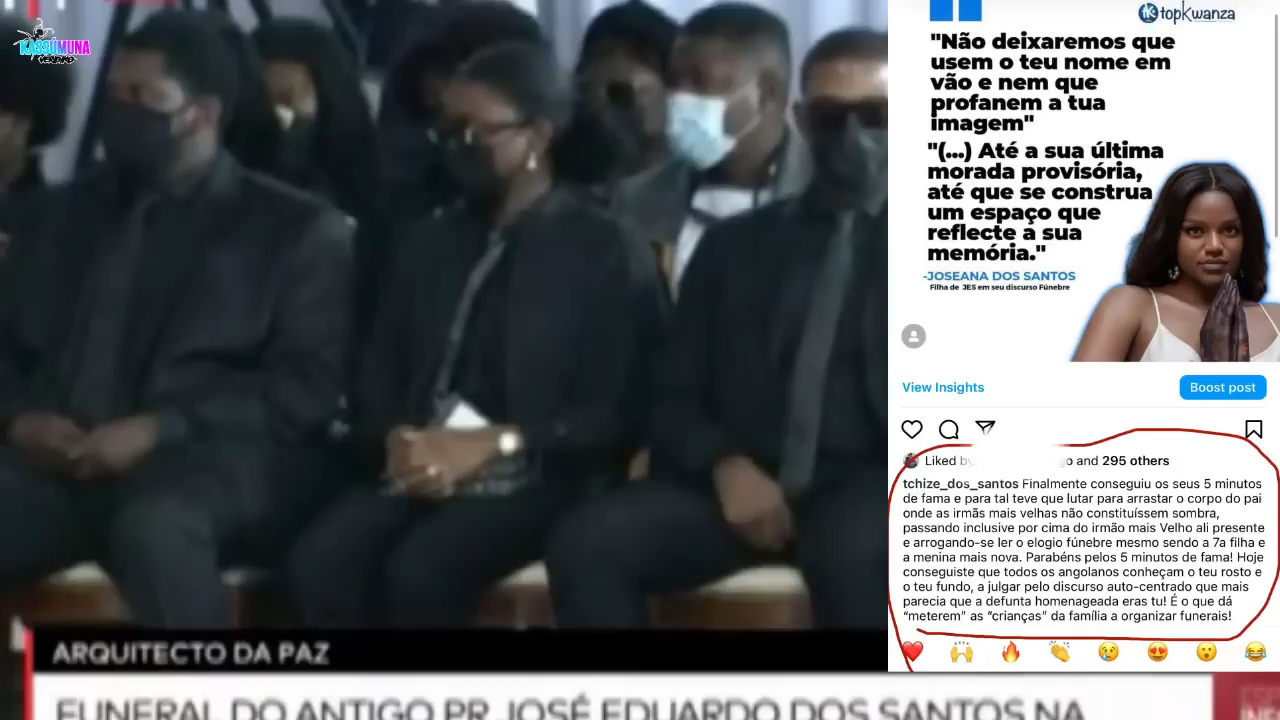 KASSUMUNA
VERDINO
topkwanza
"Não deixaremos que
usem o teu nome em
vão e nem que
profanem a tua
imagem"
"(...) Até a sua última
morada provisória,
até que se construa
um espaço que
reflecte a sua
memória."
-JOSEANA DOS SANTOS
Filha de JES em seu discurso Fúnebre
View Insights
Boost post
Liked by
o and 295 others
tchize_dos_santos Finalmente conseguiu os seus 5 minutos
de fama e para tal teve que lutar para arrastar o corpo do pai
onde as irmãs mais velhas não constituíssem sombra,
passando inclusive por cima do irmão mais Velho ali presente
e arrogando-se ler o elogio fúnebre mesmo sendo a 7a filha e
a menina mais nova. Parabéns pelos 5 minutos de fama! Hoje
conseguiste que todos os angolanos conheçam o teu rosto e
o teu fundo, a julgar pelo discurso auto-centrado que mais
parecia que a defunta homenageada eras tu! É o que dá
“meterem” as “crianças” da família a organizar funerais!
ARQUITECTO DA PAZ
FUNERAL DO ANTIGO PR JOSÉ EDUARDO DOS SANTOS NA